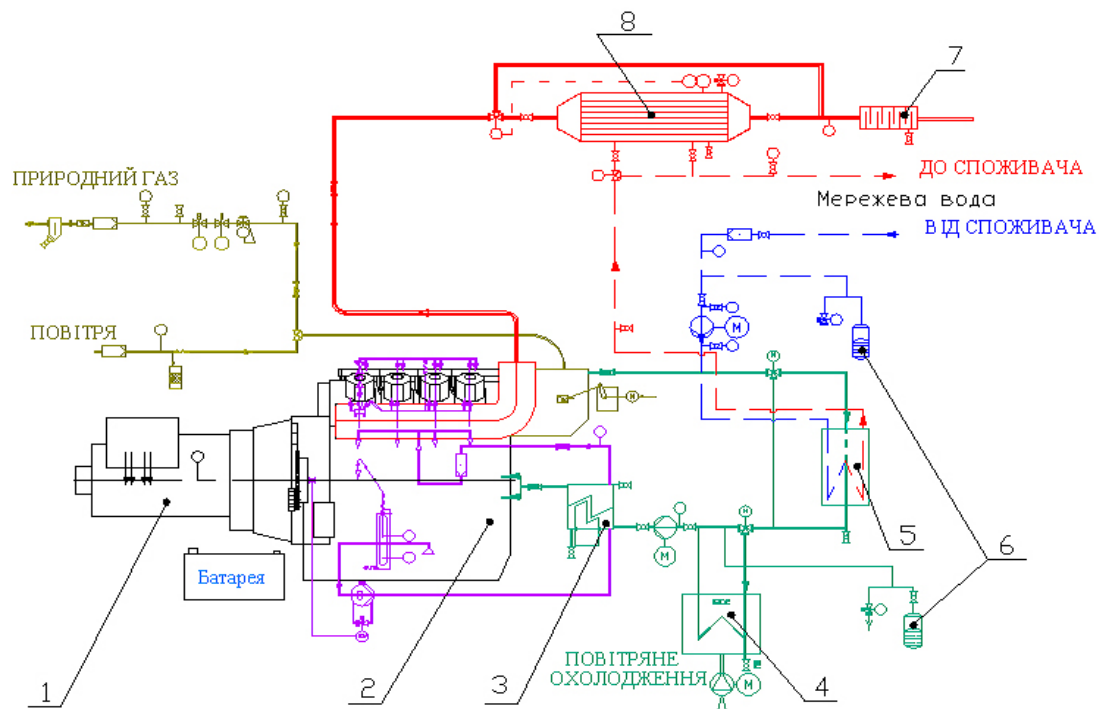 8
7
ПРИРОДНИЙ ГАЗ
ДО СПОЖИВАЧА
Мережева вода
ВІД СПОЖИВАЧА
ПОВІТРЯ
M
Батарея
M
ПОВІТРЯНЕ
ОХОЛОДЖЕННЯ
M
1
2
3
4
5
6